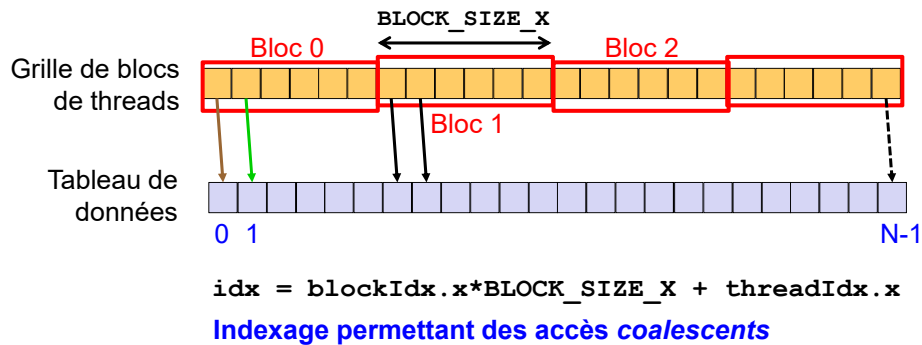 BLOCK_SIZE_X
Bloc 0
Bloc 2
Grille de blocs
de threads
Bloc 1
Tableau de
données
0 1 N-1
idx = blockIdx.x*BLOCK_SIZE_X + threadIdx.x
Indexage permettant des accès coalescents